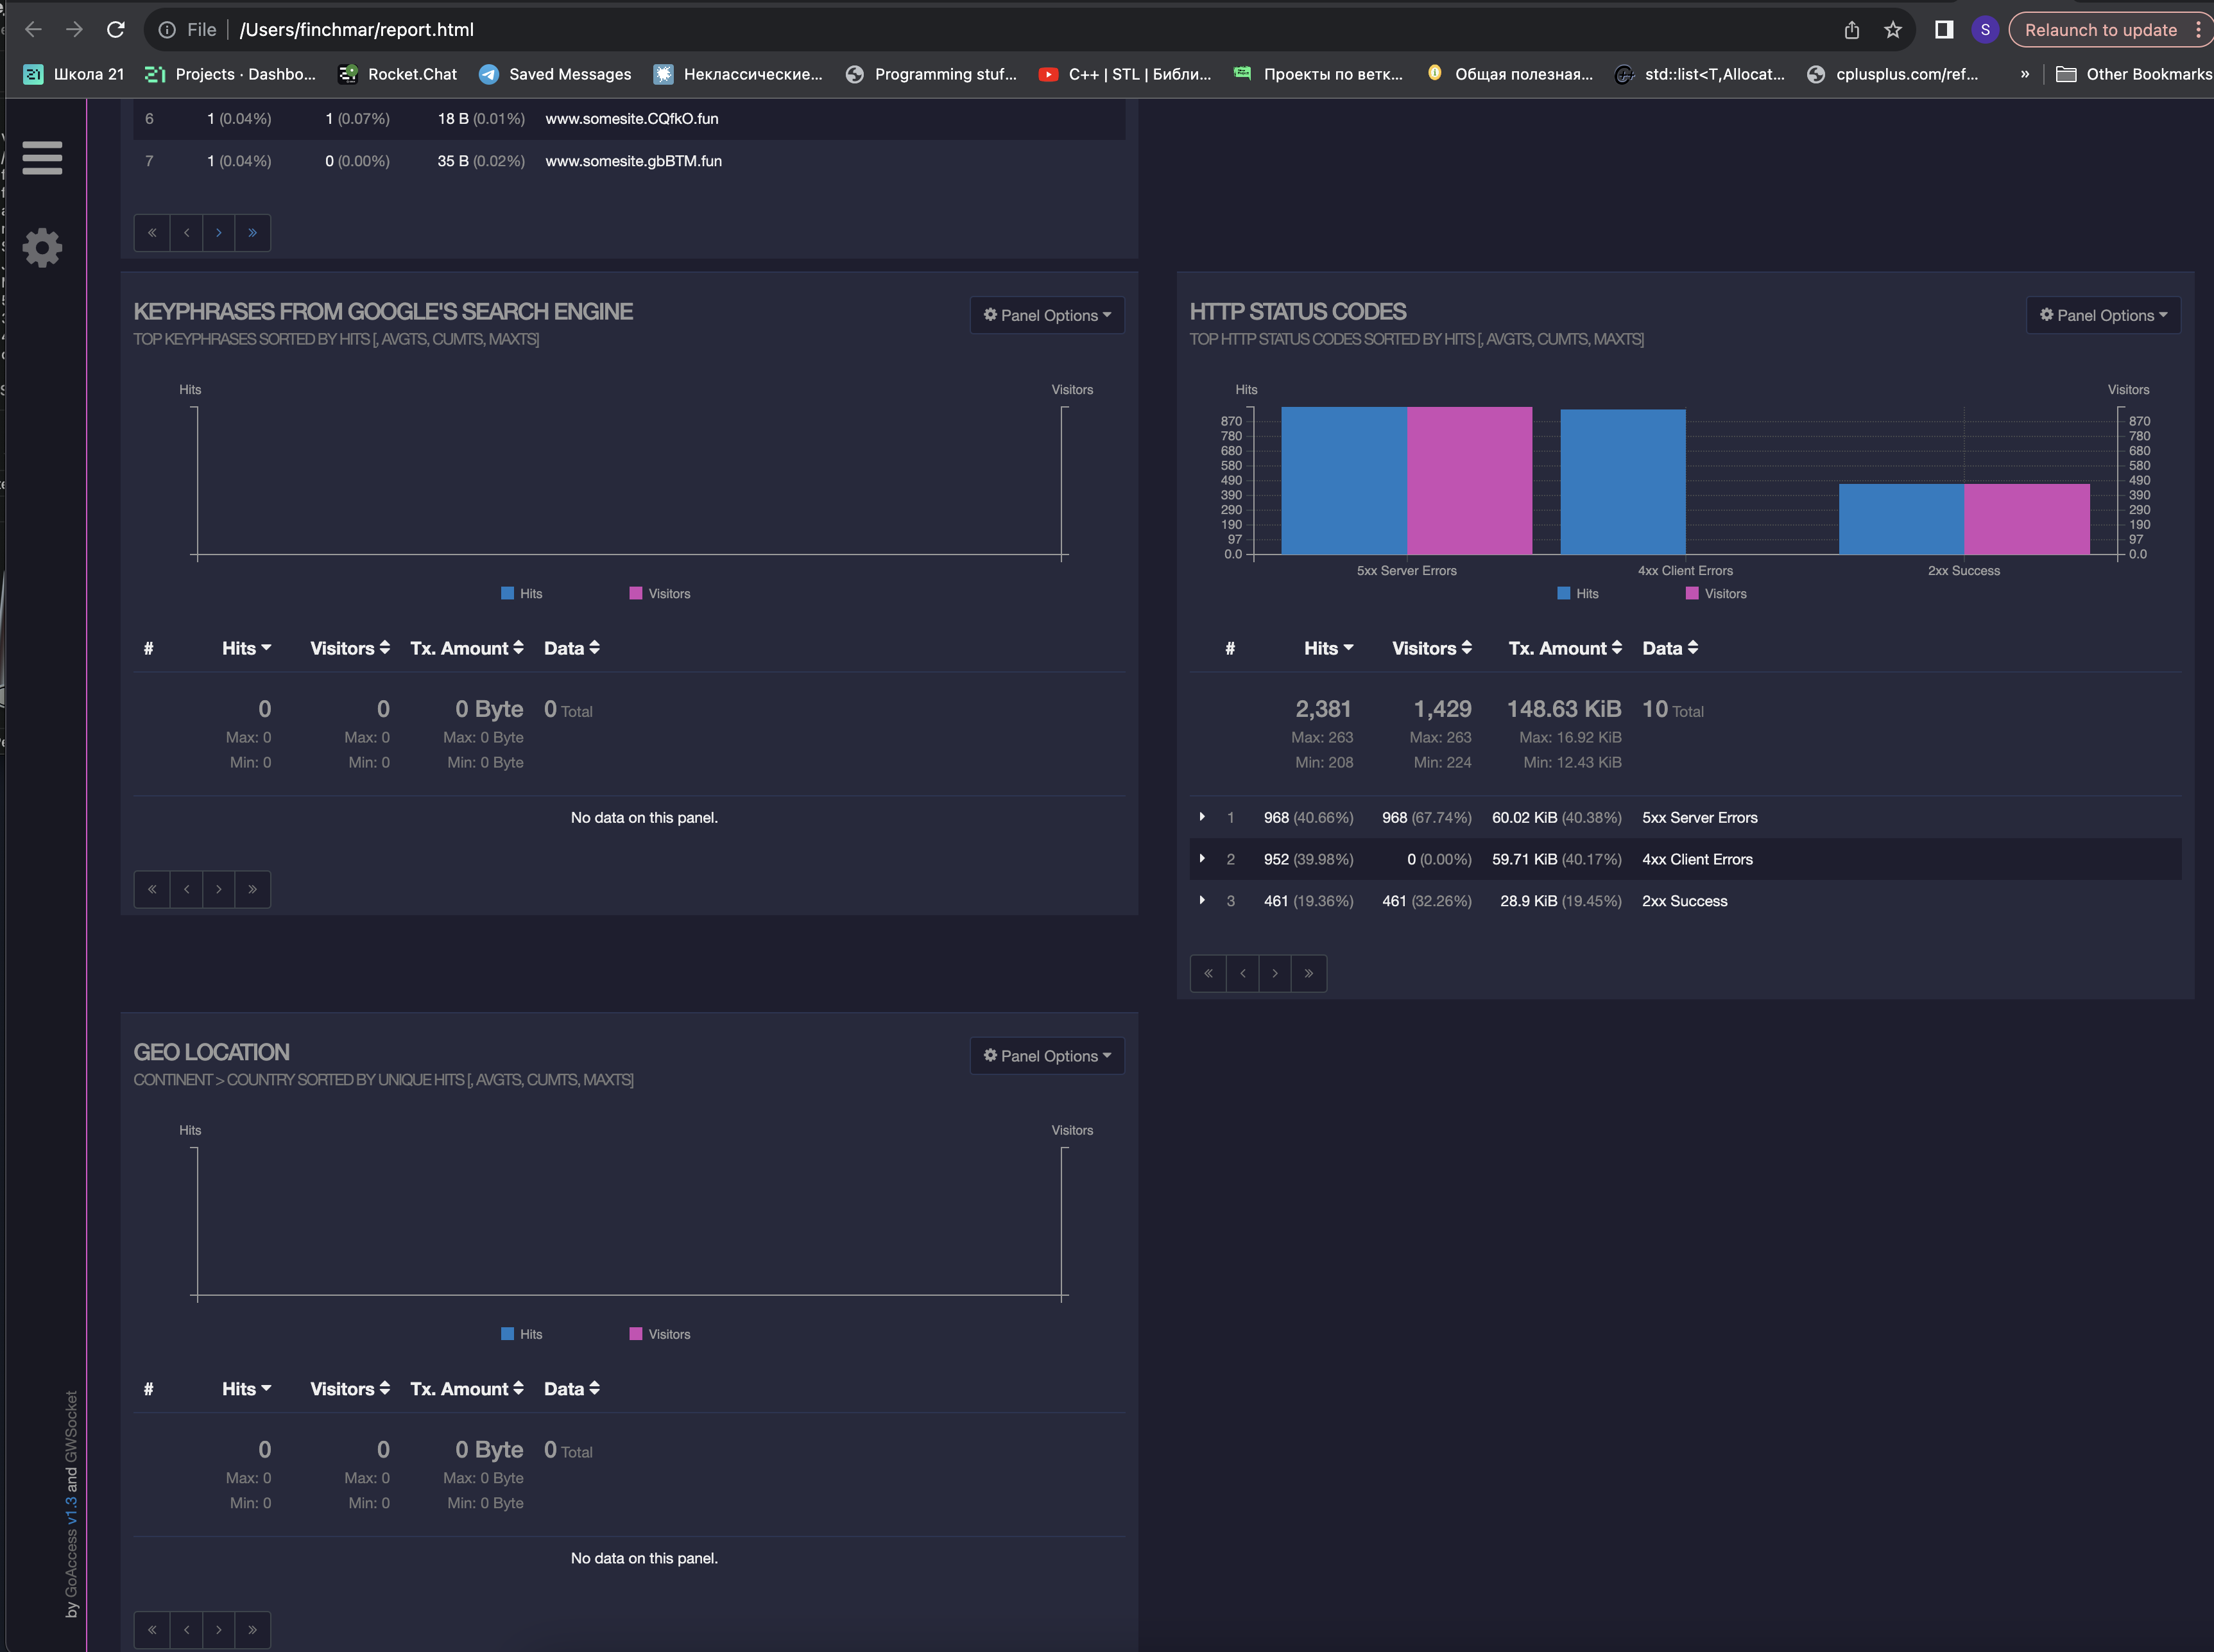 File /Users/finchmar/report.html
Relaunch to update
S
Школа 21
Projects · Dashbo...
Rocket.Chat
Saved Messages
Неклассические...
Programming stuf...
C++ | STL | Библи...
Проекты по ветк...
Общая полезная...
std::list<T,Allocat...
cplusplus.com/ref...
»
Other Bookmarks
6 1 (0.04%) 1 (0.07%) 18 B (0.01%) www.somesite.CQfkO.fun
7 1 (0.04%) 0 (0.00%) 35 B (0.02%) www.somesite.gbBTM.fun
« ‹ › »
KEYPHRASES FROM GOOGLE'S SEARCH ENGINE
Panel Options
TOP KEYPHRASES SORTED BY HITS [, AVGTS, CUMTS, MAXTS]
Hits Visitors
Hits Visitors
# Hits Visitors Tx. Amount Data
0 0 0 Byte 0 Total
Max: 0 Max: 0 Max: 0 Byte
Min: 0 Min: 0 Min: 0 Byte
No data on this panel.
« ‹ › »
HTTP STATUS CODES
Panel Options
TOP HTTP STATUS CODES SORTED BY HITS [, AVGTS, CUMTS, MAXTS]
Hits Visitors
870 870
780 780
680 680
580 580
490 490
390 390
290 290
190 190
97 97
0.0 0.0
5xx Server Errors 4xx Client Errors 2xx Success
Hits Visitors
# Hits Visitors Tx. Amount Data
2,381 1,429 148.63 KiB 10 Total
Max: 263 Max: 263 Max: 16.92 KiB
Min: 208 Min: 224 Min: 12.43 KiB
1 968 (40.66%) 968 (67.74%) 60.02 KiB (40.38%) 5xx Server Errors
2 952 (39.98%) 0 (0.00%) 59.71 KiB (40.17%) 4xx Client Errors
3 461 (19.36%) 461 (32.26%) 28.9 KiB (19.45%) 2xx Success
« ‹ › »
GEO LOCATION
Panel Options
CONTINENT > COUNTRY SORTED BY UNIQUE HITS [, AVGTS, CUMTS, MAXTS]
Hits Visitors
Hits Visitors
# Hits Visitors Tx. Amount Data
0 0 0 Byte 0 Total
Max: 0 Max: 0 Max: 0 Byte
Min: 0 Min: 0 Min: 0 Byte
No data on this panel.
« ‹ › »
by GoAccess v1.3 and GWSocket